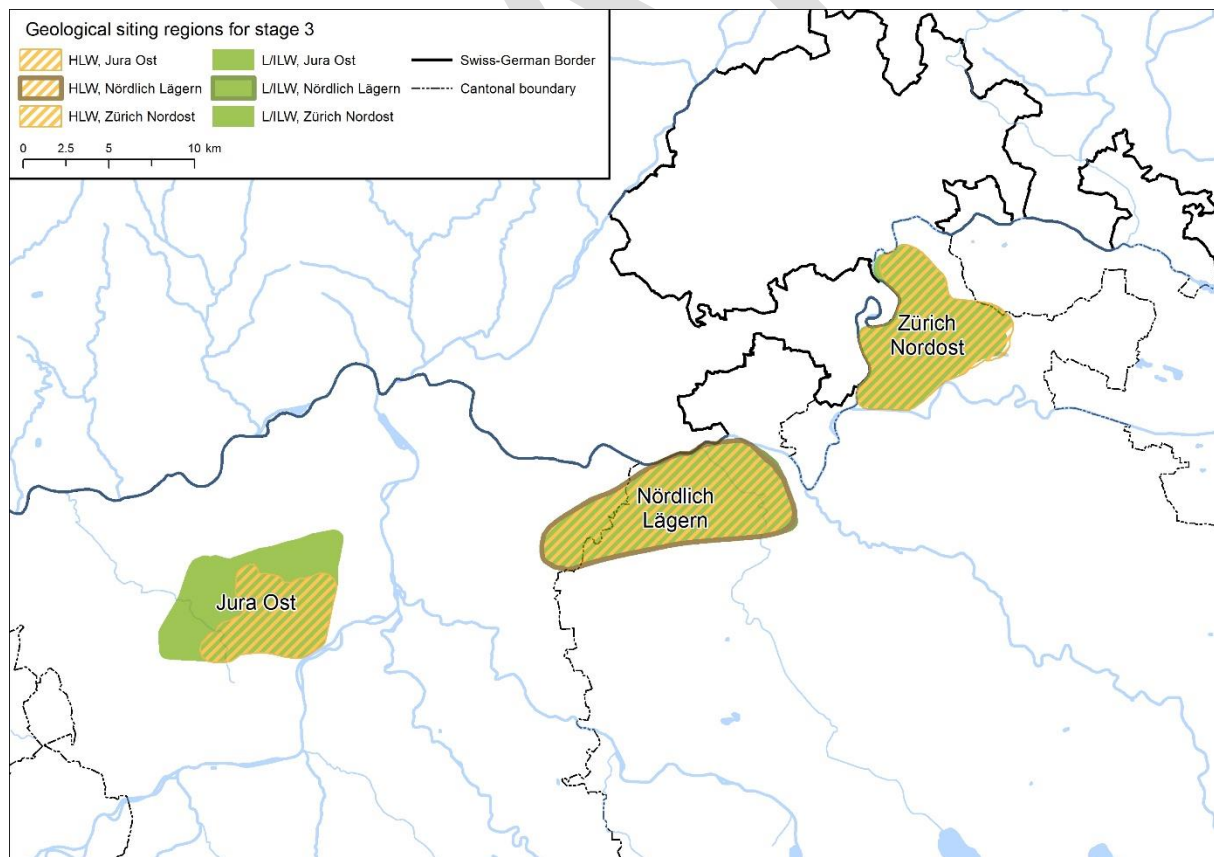 Geological siting regions for stage 3
HLW, Jura Ost
L/ILW, Jura Ost
Swiss-German Border
HLW, Nördlich Lägern
L/ILW, Nördlich Lägern
Cantonal boundary
HLW, Zürich Nordost
L/ILW, Zürich Nordost
0 2.5 5 10 km
Zürich
Nordost
Nördlich
Lägern
Jura Ost